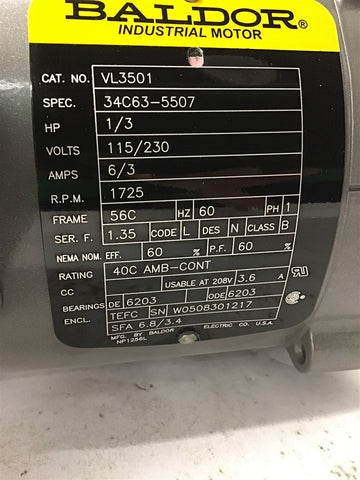 BALDOR®
INDUSTRIAL MOTOR
CAT. NO. VL3501
SPEC. 34C63-5507
HP 1/3
VOLTS 115/230
AMPS 6/3
R.P.M. 1725
FRAME 56C HZ 60 PH 1
SER. F. 1.35 CODE L DES N CLASS B
NEMA NOM. EFF. 60 % P.F. 60 %
RATING 40C AMB-CONT
CC USABLE AT 208V 3.6 A
BEARINGS DE 6203 ODE 6203
ENCL. TEFC SN W0508301217
SFA 6.8/3.4
MFG. BY BALDOR ELECTRIC CO. U.S.A.
NP1256L